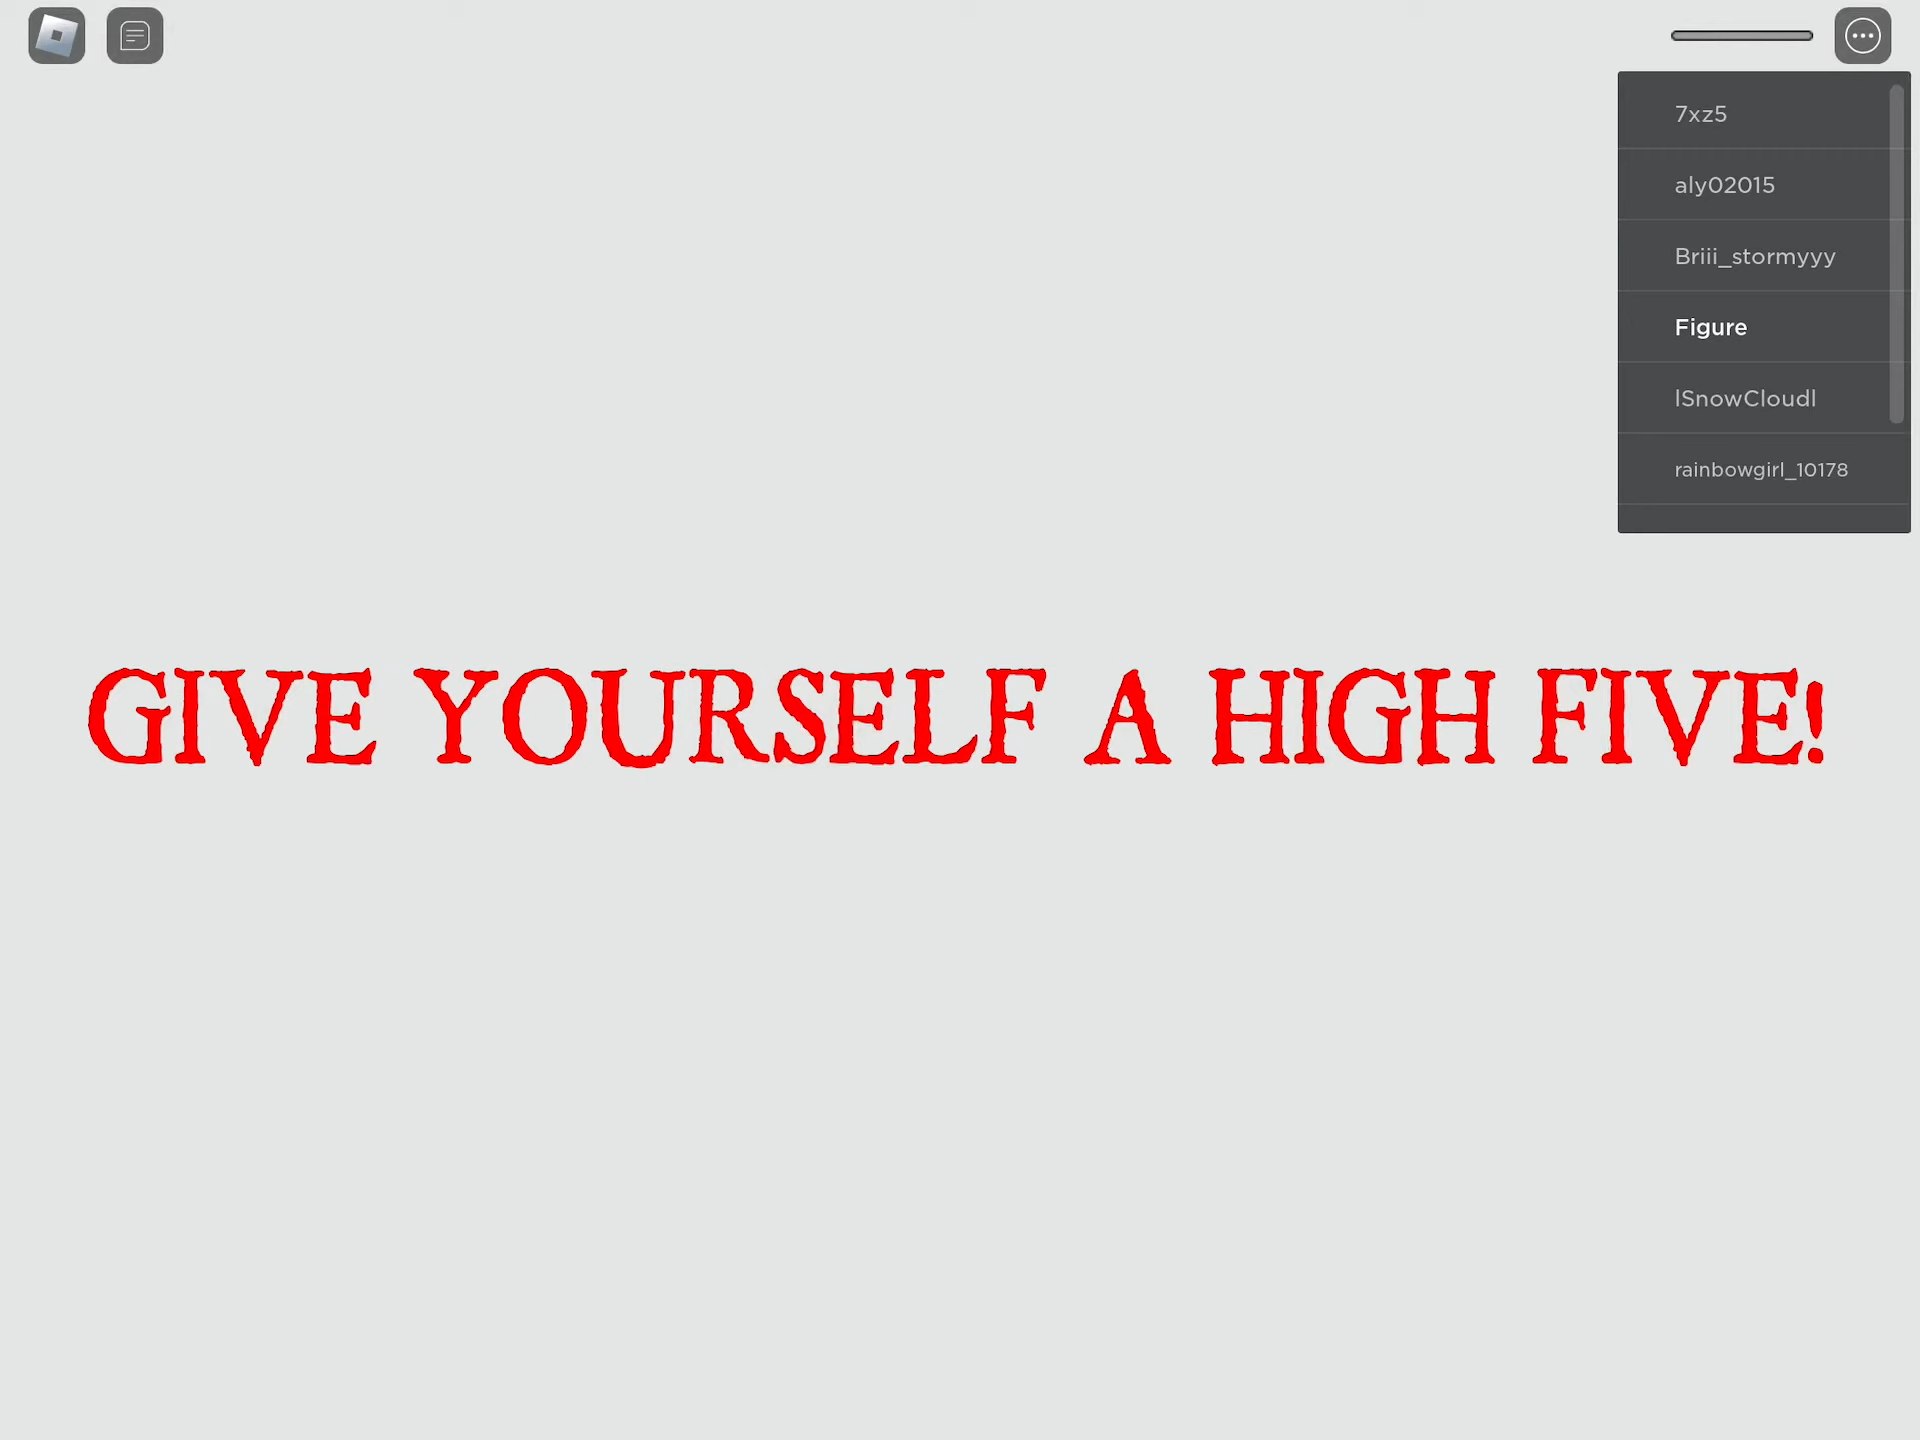 7xz5
aly02015
Briii_stormyyy
Figure
lSnowCloudl
rainbowgirl_10178
GIVE YOURSELF A HIGH FIVE!